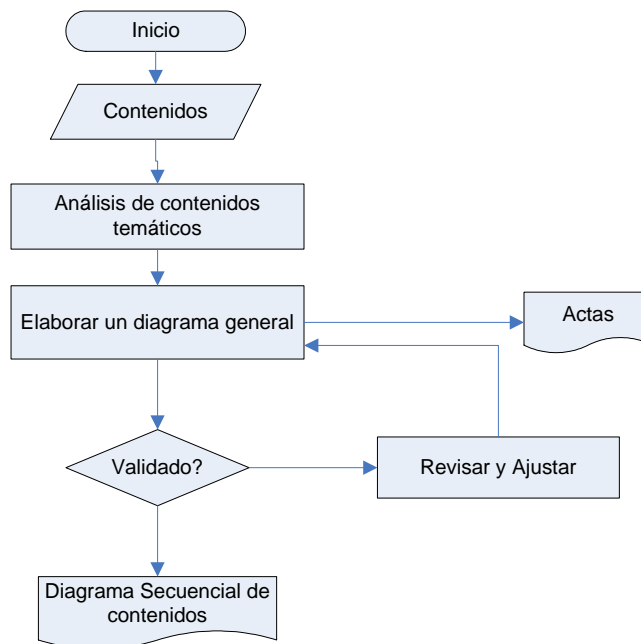 Inicio
Contenidos
Análisis de contenidos
temáticos
Elaborar un diagrama general
Actas
Validado?
Revisar y Ajustar
Diagrama Secuencial de
contenidos